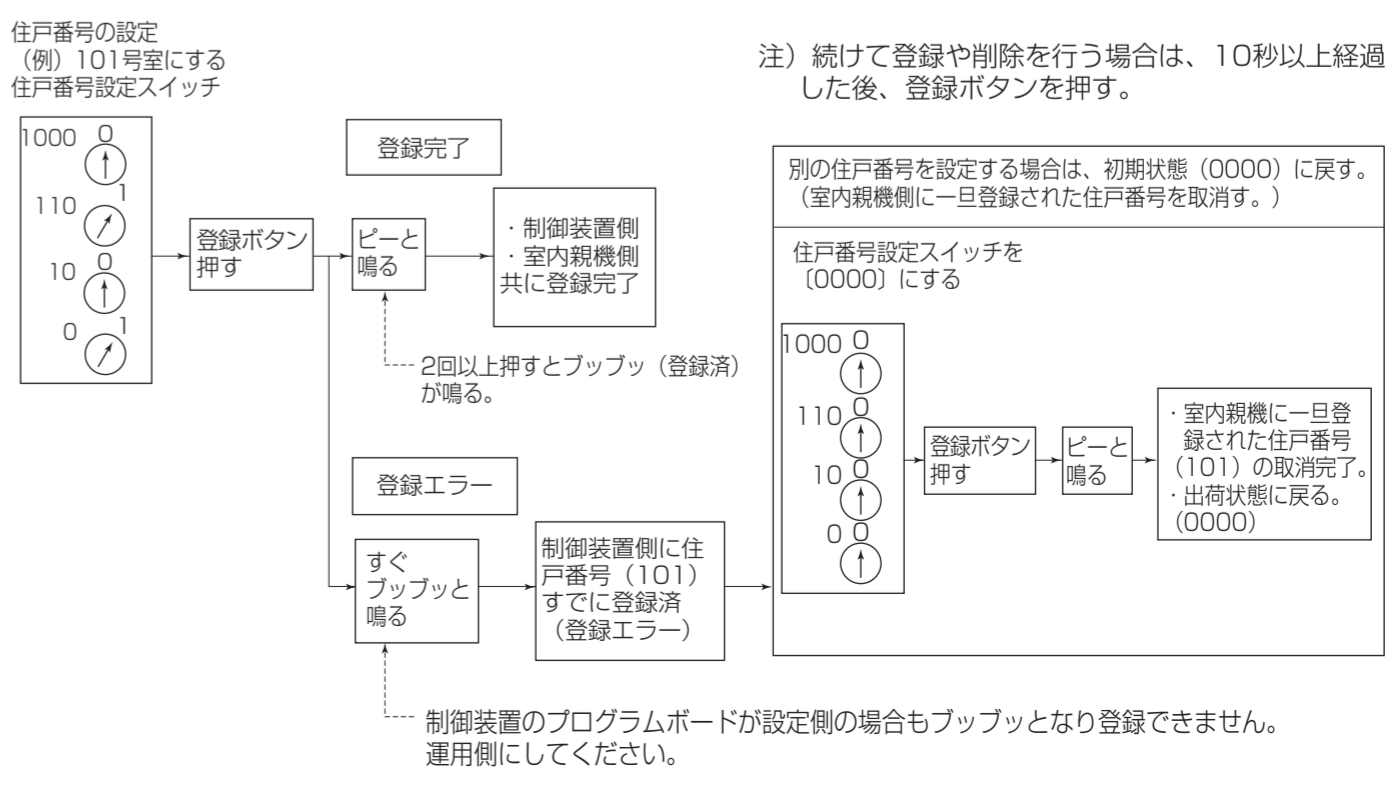 住戸番号の設定
（例）101号室にする
住戸番号設定スイッチ
注）続けて登録や削除を行う場合は、10秒以上経過
した後、登録ボタンを押す。
1000 0
110 1
10 0
0 1
登録ボタン
押す
登録完了
ピーと
鳴る
・制御装置側
・室内親機側
共に登録完了
2回以上押すとブッブッ（登録済）
が鳴る。
登録エラー
すぐ
ブッブッと
鳴る
制御装置側に住
戸番号（101）
すでに登録済
（登録エラー）
制御装置のプログラムボードが設定側の場合もブッブッとなり登録できません。
運用側にしてください。
別の住戸番号を設定する場合は、初期状態（0000）に戻す。
（室内親機側に一旦登録された住戸番号を取消す。）
住戸番号設定スイッチを
〔0000〕にする
1000 0
110 0
10 0
0 0
登録ボタン
押す
ピーと
鳴る
・室内親機に一旦登
録された住戸番号
（101）の取消完了。
・出荷状態に戻る。
（0000）